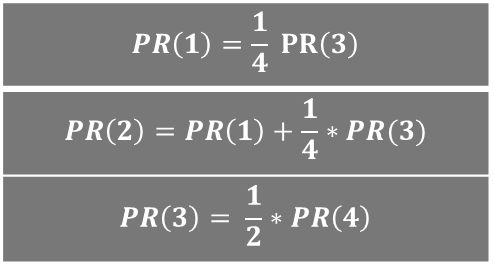 PR(1) = 1/4 PR(3)
PR(2) = PR(1) + 1/4 * PR(3)
PR(3) = 1/2 * PR(4)